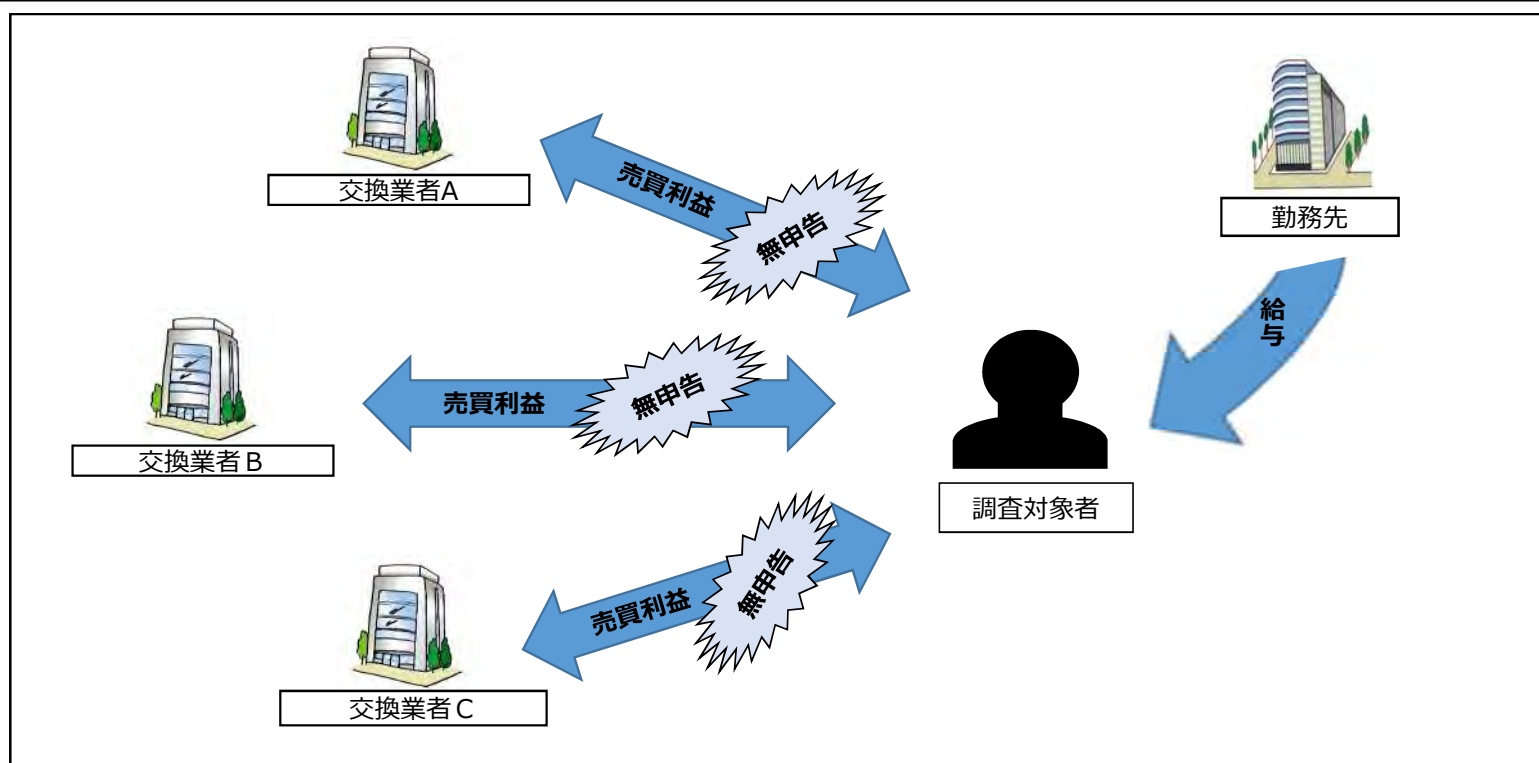 売買利益
無申告
交換業者A
勤務先
給与
売買利益
無申告
交換業者B
調査対象者
売買利益
無申告
交換業者C